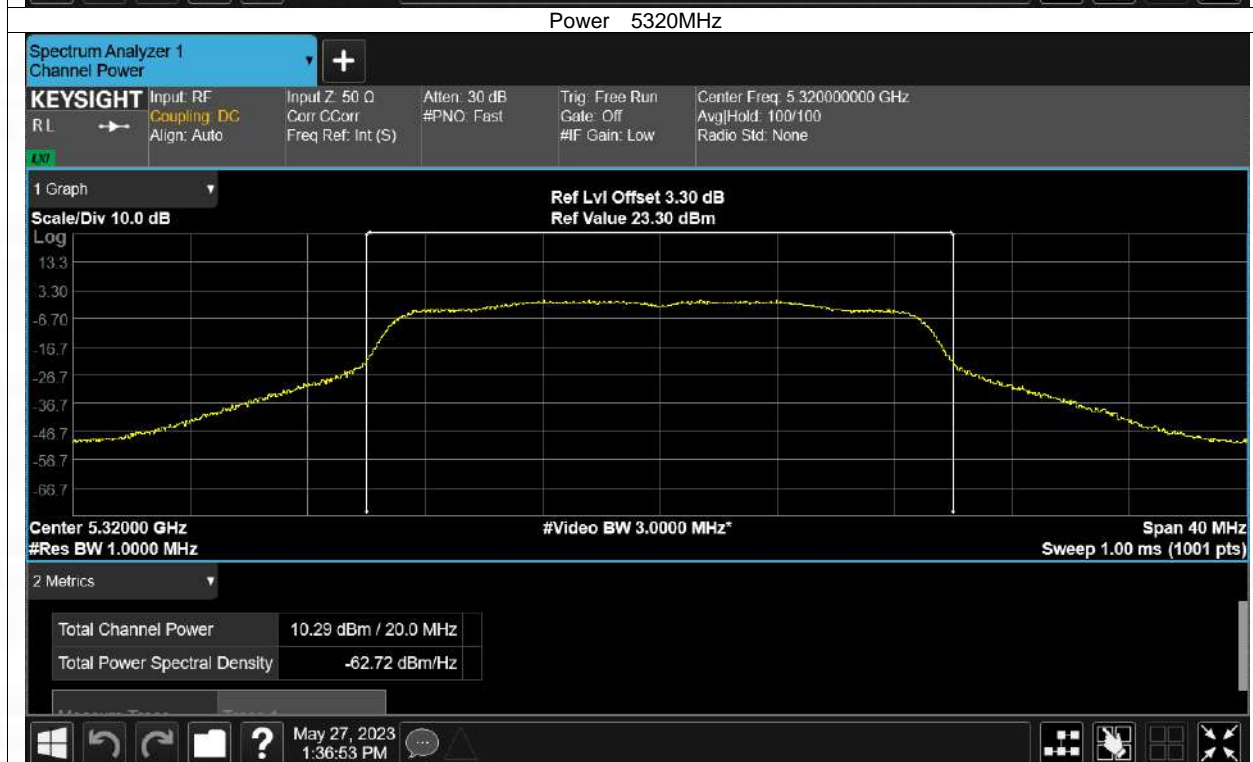 Power 5320MHz
Spectrum Analyzer 1
Channel Power
+
KEYSIGHT
RL
LXI
Input: RF
Coupling: DC
Align: Auto
Input Z: 50 Ω
Corr CCorr
Freq Ref: Int (S)
Atten: 30 dB
#PNO: Fast
Trig: Free Run
Gate: Off
#IF Gain: Low
Center Freq: 5.320000000 GHz
Avg|Hold: 100/100
Radio Std: None
1 Graph
Scale/Div 10.0 dB
Ref Lvl Offset 3.30 dB
Ref Value 23.30 dBm
Log
13.3
3.30
-6.70
-16.7
-26.7
-36.7
-46.7
-56.7
-66.7
Center 5.32000 GHz
#Video BW 3.0000 MHz*
Span 40 MHz
#Res BW 1.0000 MHz
Sweep 1.00 ms (1001 pts)
2 Metrics
Total Channel Power 10.29 dBm / 20.0 MHz
Total Power Spectral Density -62.72 dBm/Hz
?
May 27, 2023
1:36:53 PM